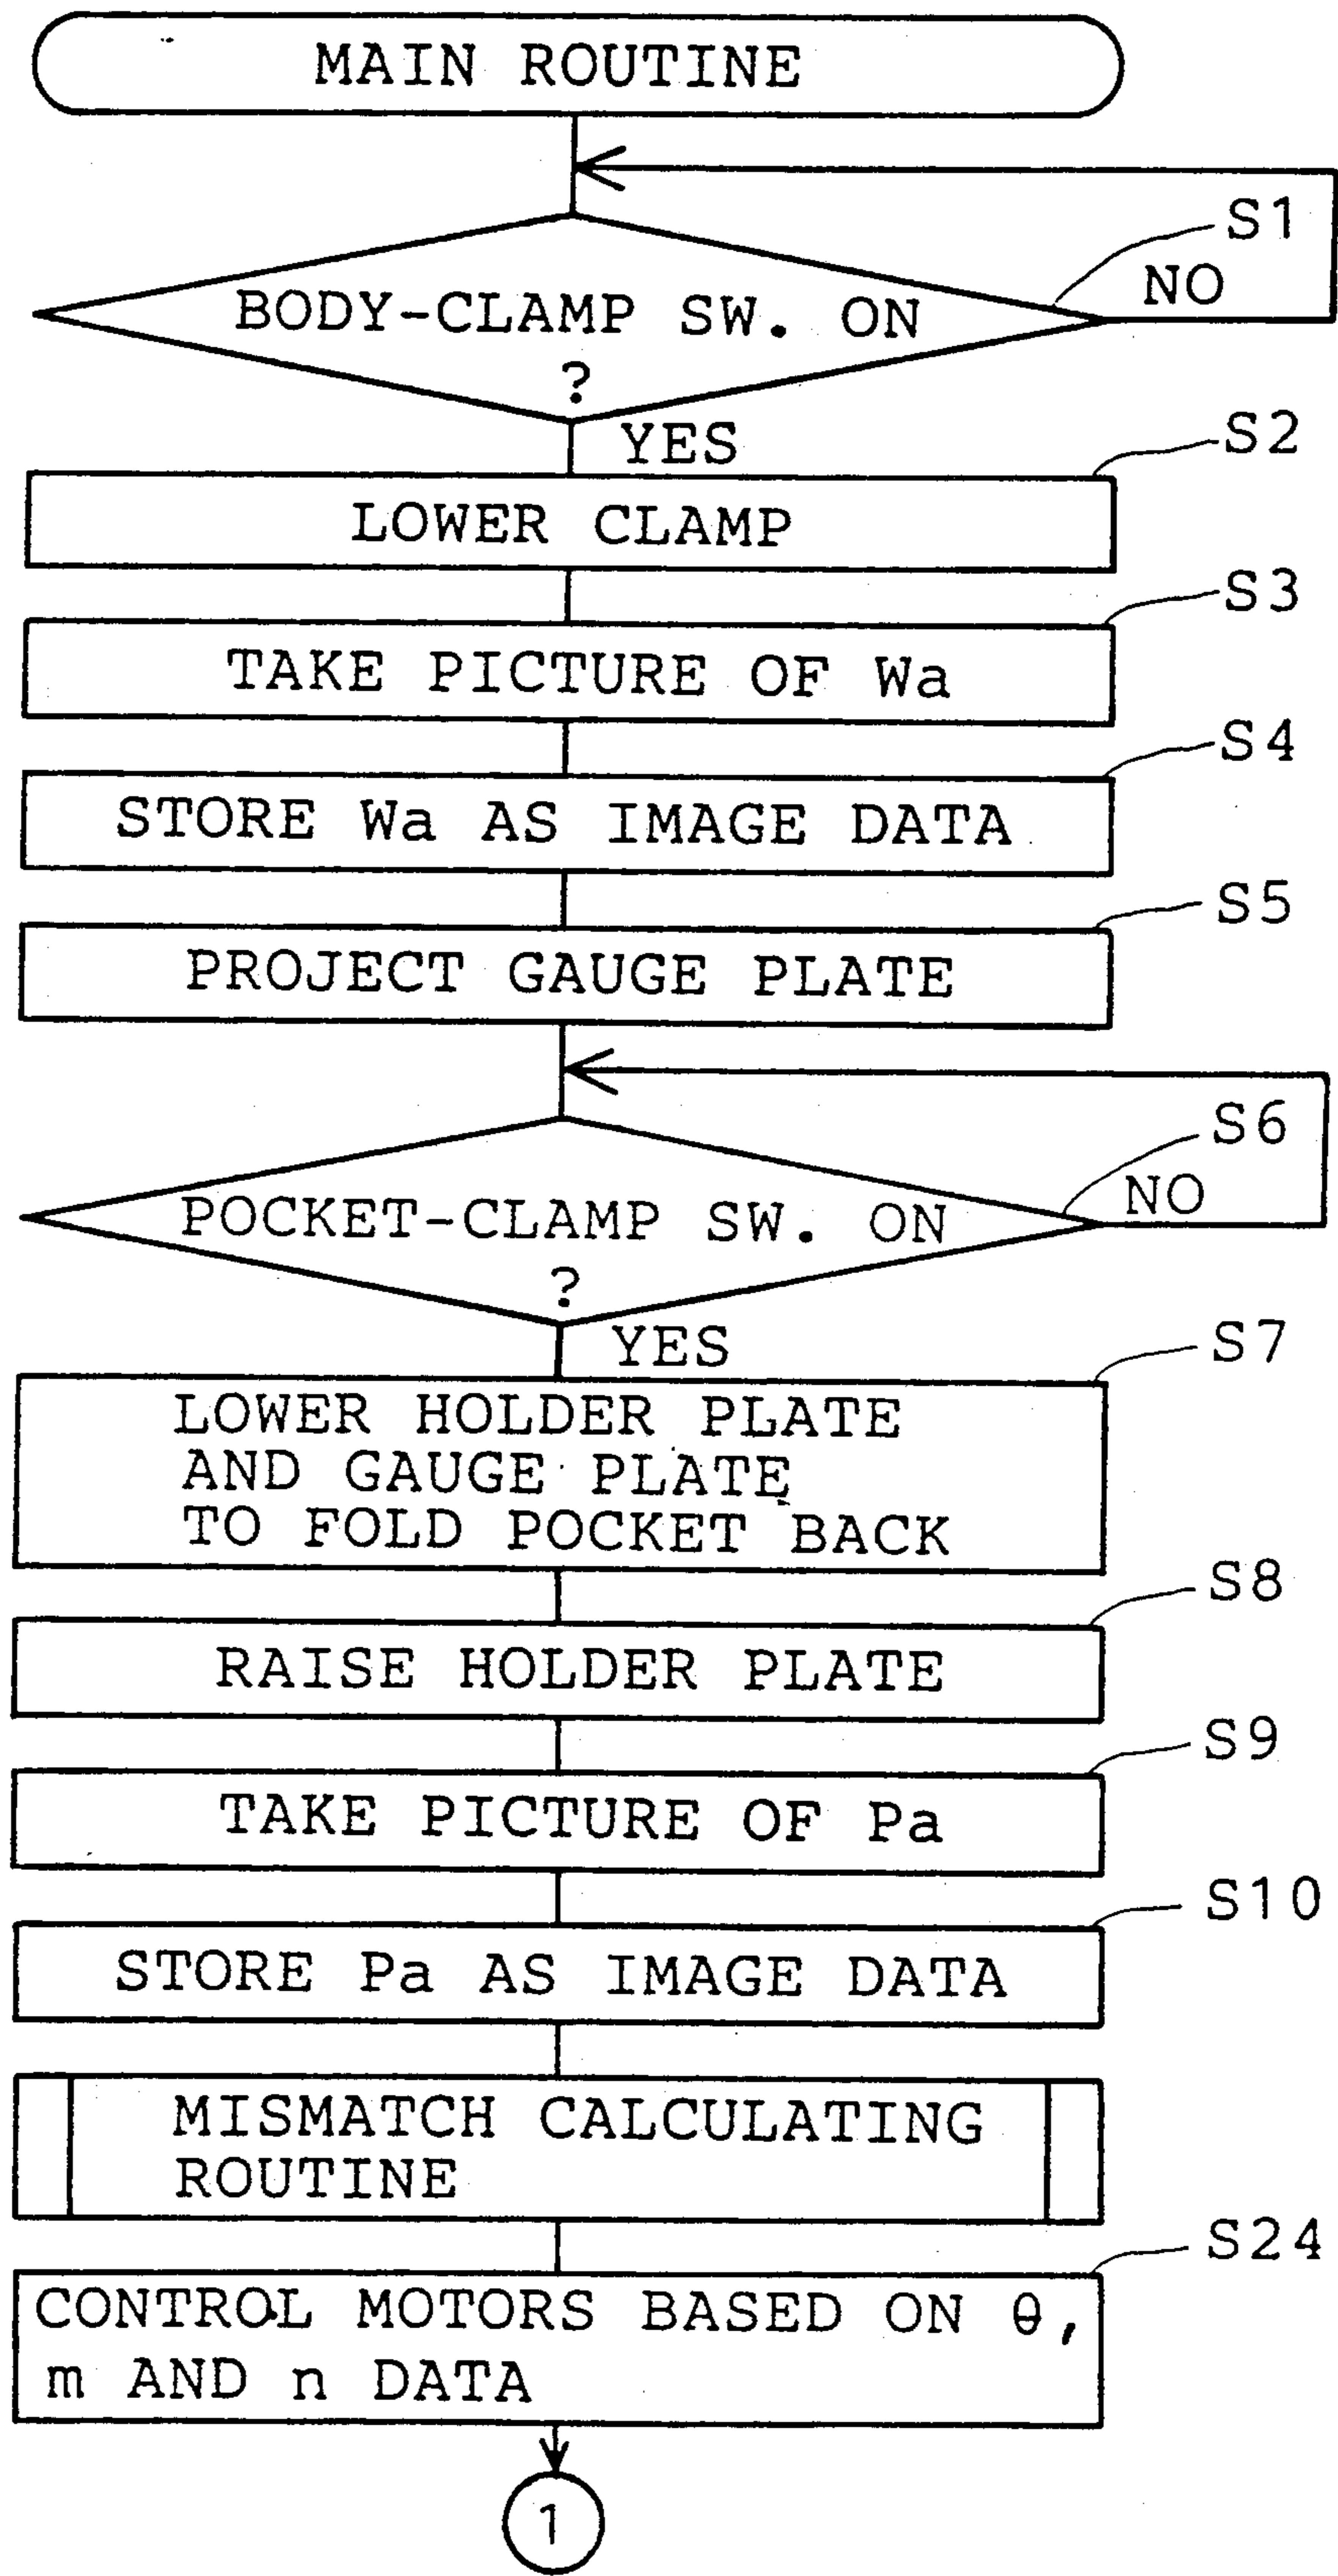 MAIN ROUTINE
S1
NO
BODY-CLAMP SW. ON
?
YES
S2
LOWER CLAMP
S3
TAKE PICTURE OF Wa
S4
STORE Wa AS IMAGE DATA
S5
PROJECT GAUGE PLATE
S6
NO
POCKET-CLAMP SW. ON
?
YES
S7
LOWER HOLDER PLATE
AND GAUGE PLATE
TO FOLD POCKET BACK
S8
RAISE HOLDER PLATE
S9
TAKE PICTURE OF Pa
S10
STORE Pa AS IMAGE DATA
MISMATCH CALCULATING
ROUTINE
S24
CONTROL MOTORS BASED ON θ,
m AND n DATA
1